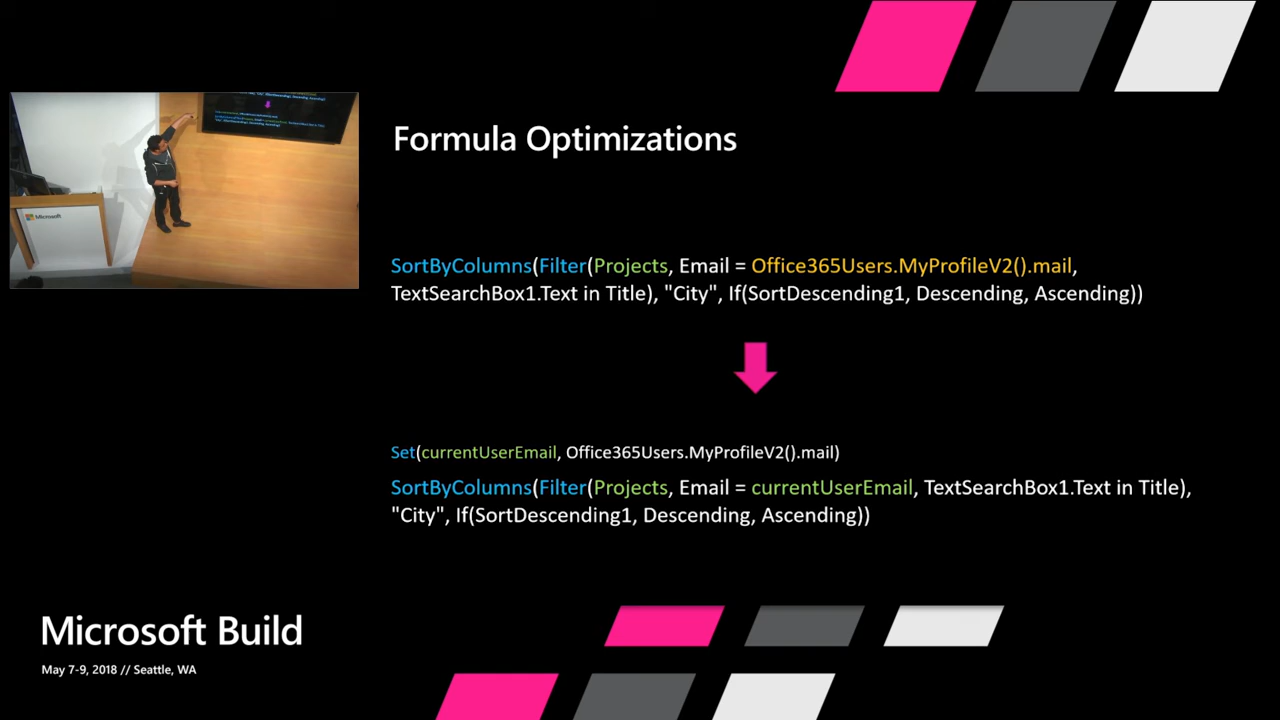 Formula Optimizations
SortByColumns(Filter(Projects, Email = Office365Users.MyProfileV2().mail,
TextSearchBox1.Text in Title), "City", If(SortDescending1, Descending, Ascending))
Set(currentUserEmail, Office365Users.MyProfileV2().mail)
SortByColumns(Filter(Projects, Email = currentUserEmail, TextSearchBox1.Text in Title),
"City", If(SortDescending1, Descending, Ascending))
Microsoft
Microsoft Build
May 7-9, 2018 // Seattle, WA